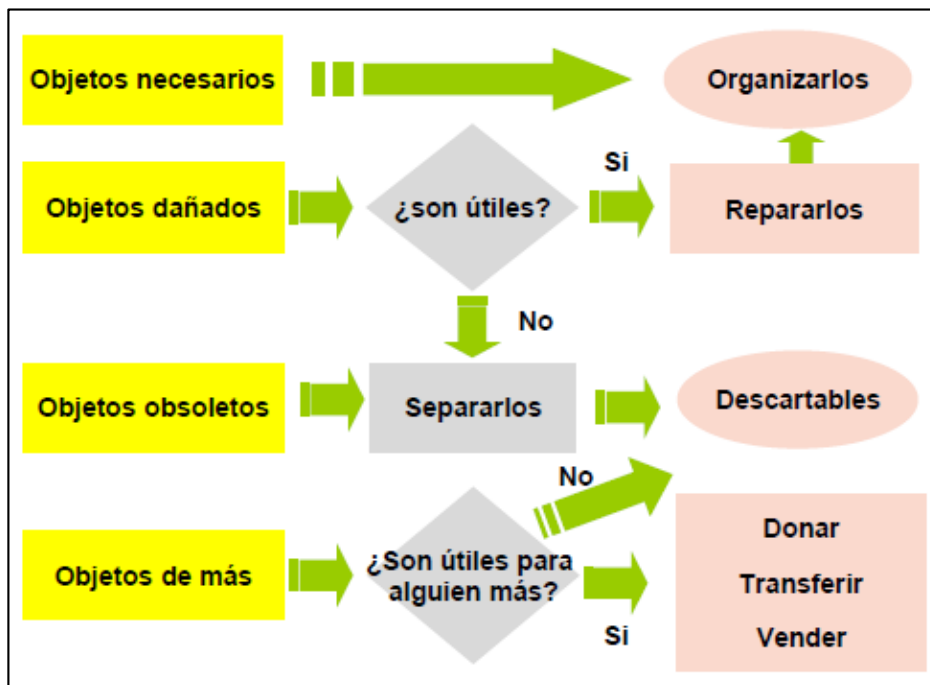 Objetos necesarios
Organizarlos
Objetos dañados
¿son útiles?
Si
Repararlos
No
Objetos obsoletos
Separarlos
Descartables
No
Objetos de más
¿Son útiles para
alguien más?
Si
Donar
Transferir
Vender